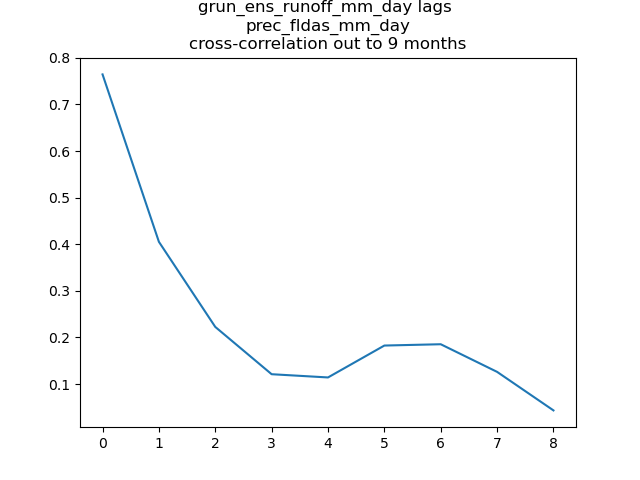 grun_ens_runoff_mm_day lags
prec_fldas_mm_day
cross-correlation out to 9 months
0.8
0.7
0.6
0.5
0.4
0.3
0.2
0.1
0 1 2 3 4 5 6 7 8